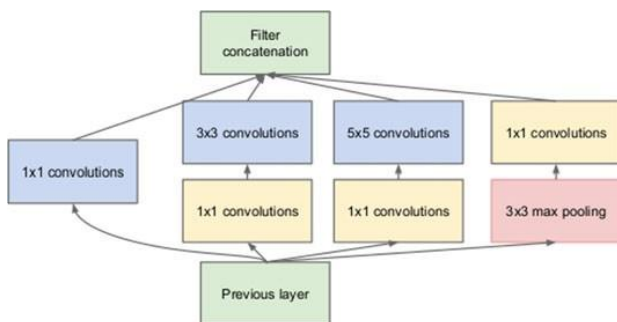 Filter
concatenation
3x3 convolutions
5x5 convolutions
1x1 convolutions
1x1 convolutions
1x1 convolutions
1x1 convolutions
3x3 max pooling
Previous layer